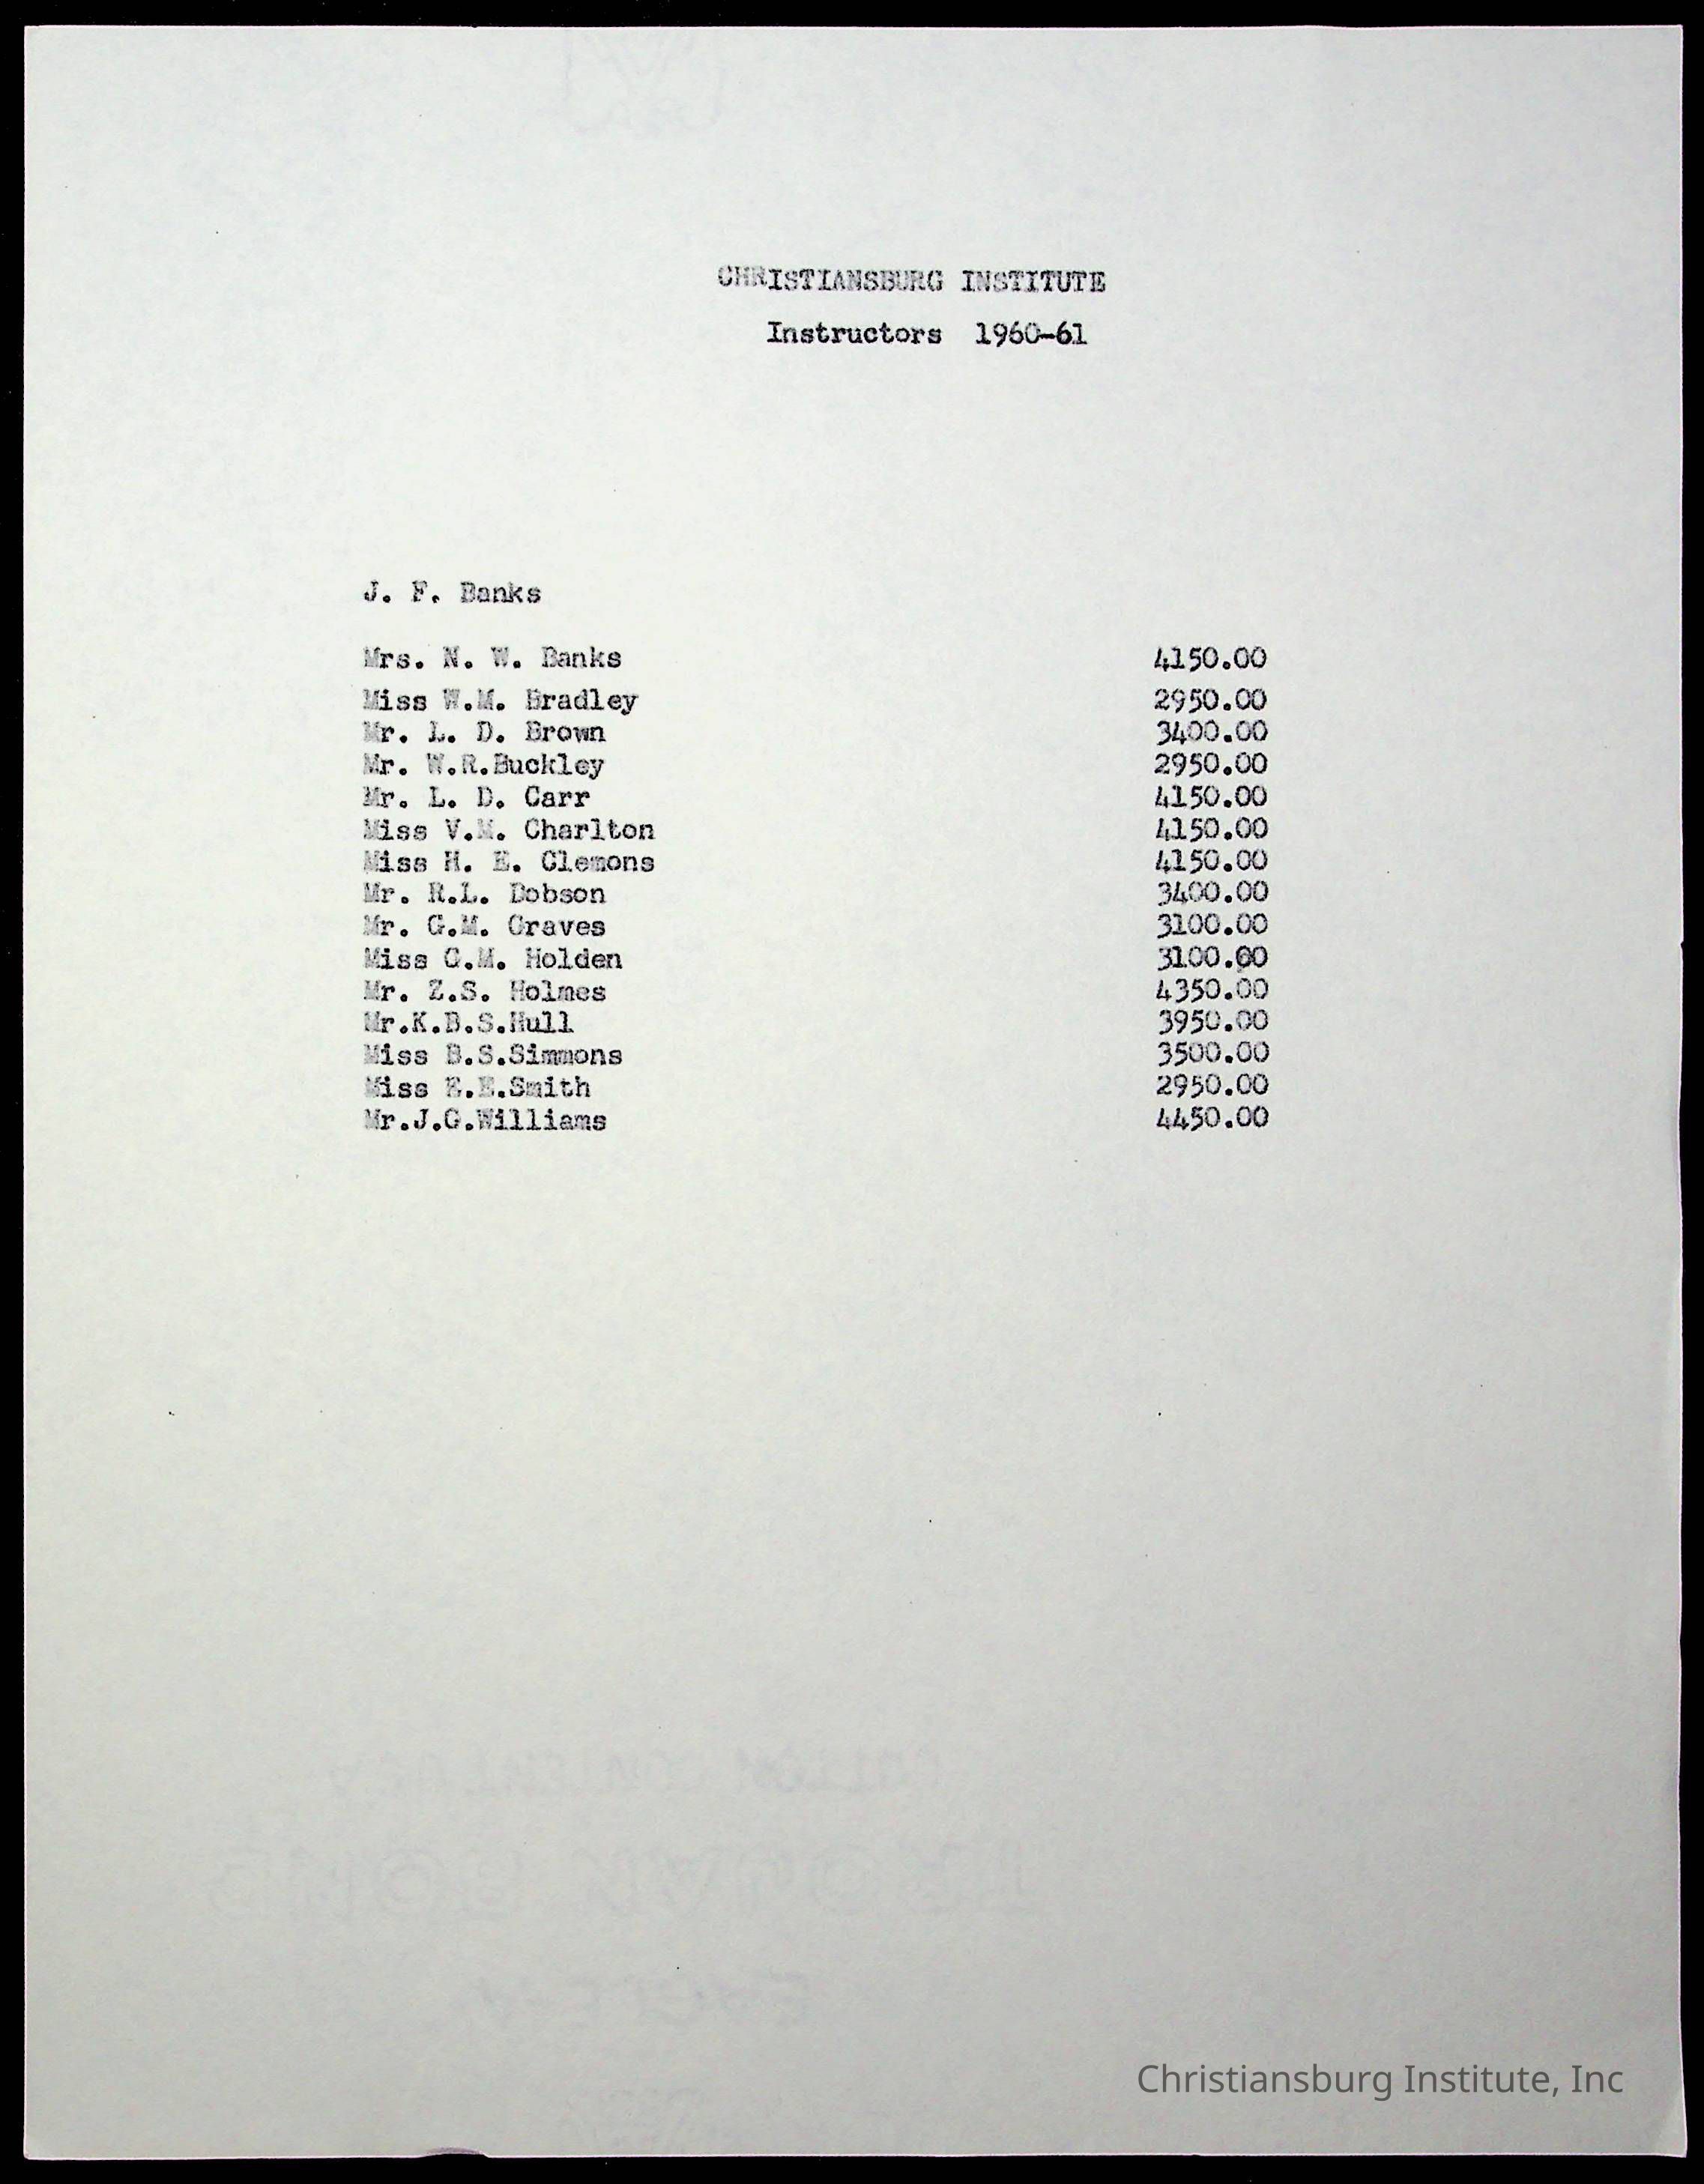 CHRISTIANSBURG INSTITUTE
Instructors 1960-61
J. F. Banks
Mrs. N. W. Banks 4150.00
Miss W.M. Bradley 2950.00
Mr. L. D. Brown 3400.00
Mr. W.R.Buckley 2950.00
Mr. L. D. Carr 4150.00
Miss V.M. Charlton 4150.00
Miss H. E. Clemons 4150.00
Mr. R.L. Dobson 3400.00
Mr. G.M. Graves 3100.00
Miss G.M. Holden 3100.00
Mr. Z.S. Holmes 4350.00
Mr.K.B.S.Hull 3950.00
Miss B.S.Simmons 3500.00
Miss E.E.Smith 2950.00
Mr.J.G.Williams 4450.00
Christiansburg Institute, Inc